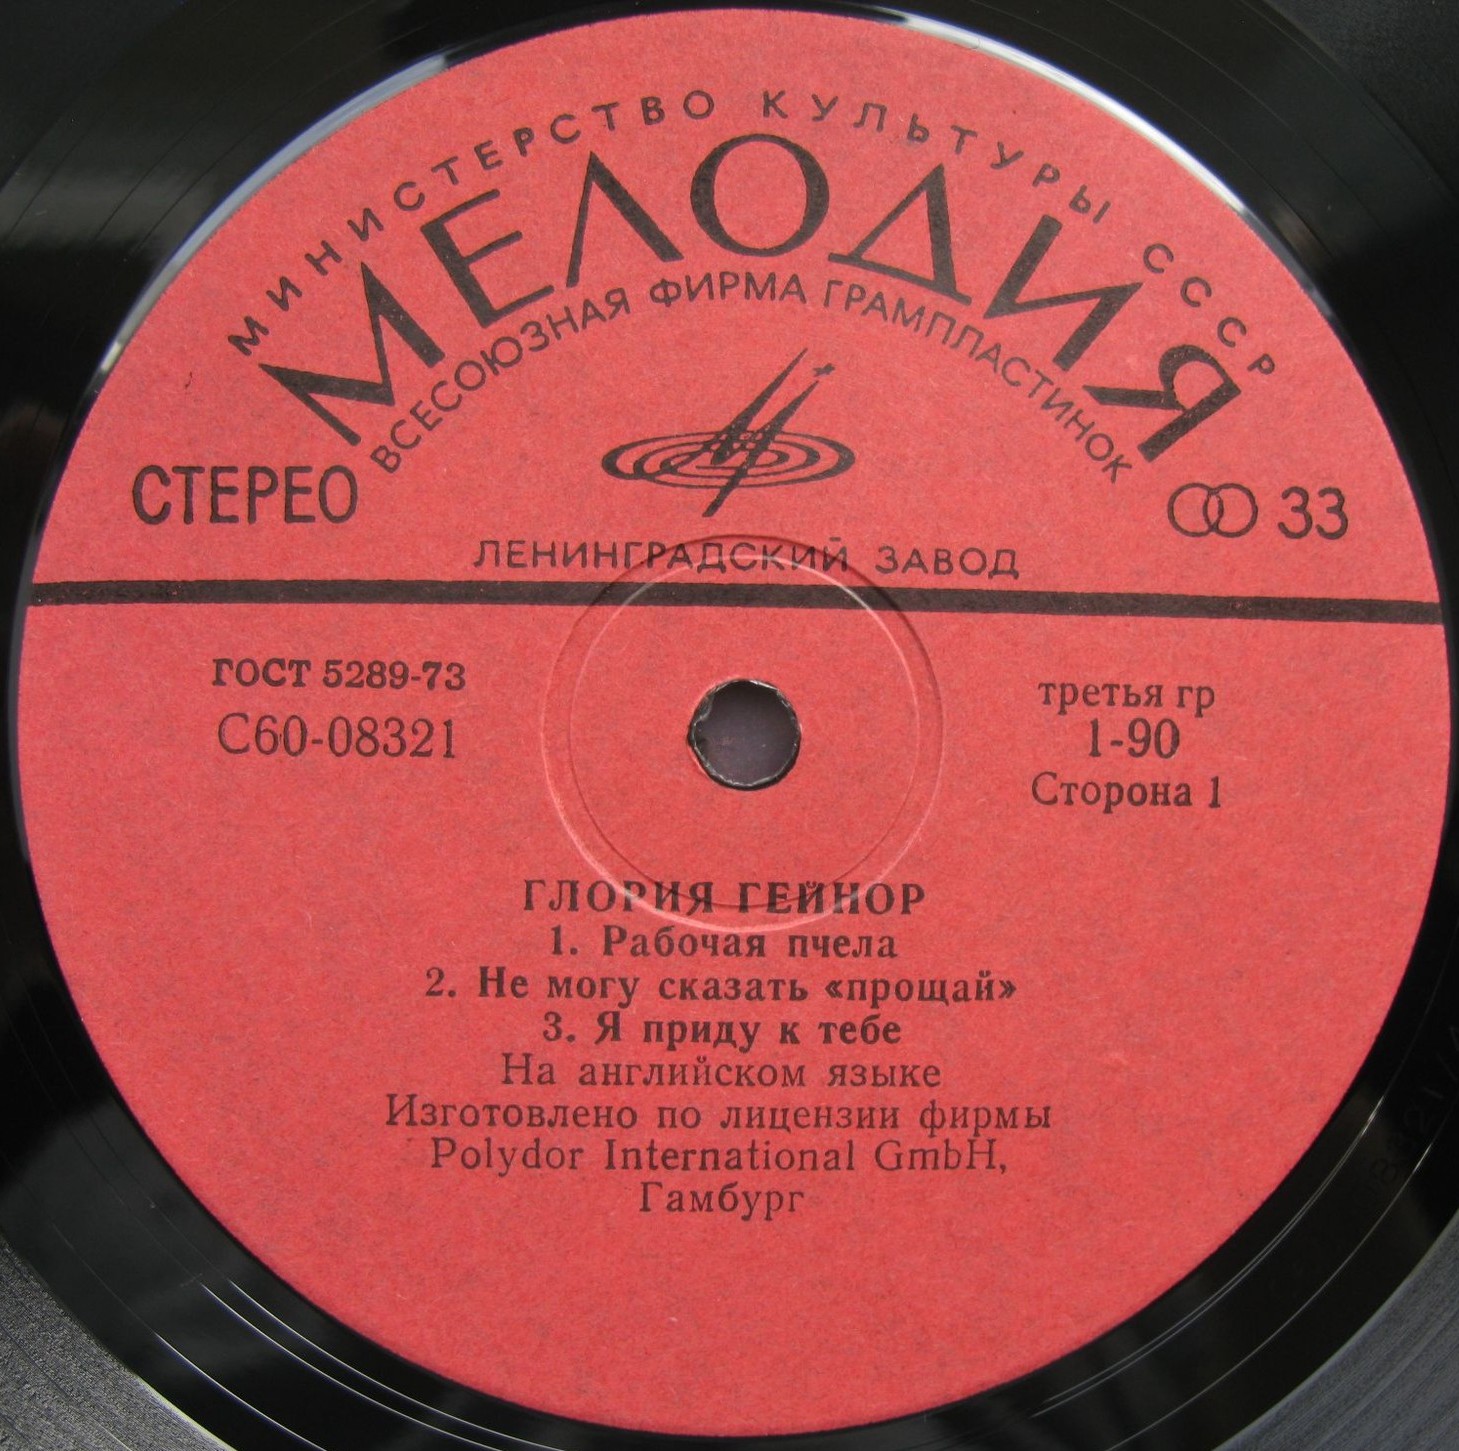 МИНИСТЕРСТВО КУЛЬТУРЫ СССР
МЕЛОДИЯ
ВСЕСОЮЗНАЯ ФИРМА ГРАМПЛАСТИНОК
СТЕРЕО
33
ЛЕНИНГРАДСКИЙ ЗАВОД
ГОСТ 5289-73
С60-08321
третья гр
1-90
Сторона 1
ГЛОРИЯ ГЕЙНОР
1. Рабочая пчела
2. Не могу сказать «прощай»
3. Я приду к тебе
На английском языке
Изготовлено по лицензии фирмы
Polydor International GmbH,
Гамбург